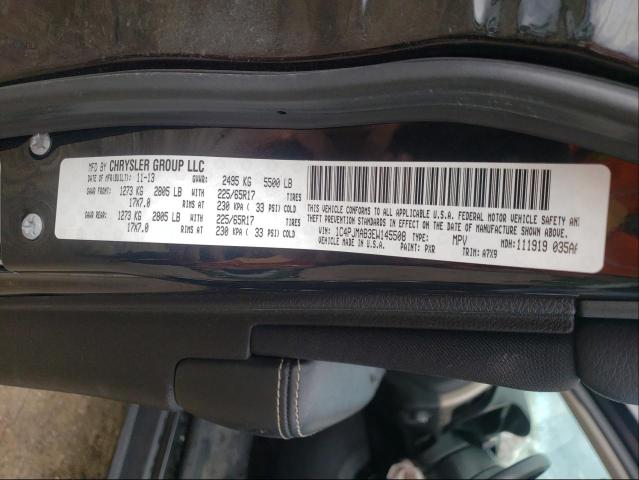 MFD BY CHRYSLER GROUP LLC
DATE OF MFR(BUILT): 11-13 GVWR: 2495 KG 5500 LB
GAWR FRONT: 1273 KG 2805 LB WITH 225/65R17 TIRES
17X7.0 RIMS AT 230 KPA( 33 PSI) COLD
GAWR REAR: 1273 KG 2805 LB WITH 225/65R17 TIRES
17X7.0 RIMS AT 230 KPA( 33 PSI) COLD
THIS VEHICLE CONFORMS TO ALL APPLICABLE U.S.A. FEDERAL MOTOR VEHICLE SAFETY AND
THEFT PREVENTION STANDARDS IN EFFECT ON THE DATE OF MANUFACTURE SHOWN ABOVE.
VIN: 1C4PJMAB3EW145508 TYPE: MPV MDH: 111919 035A
VEHICLE MADE IN U.S.A. PAINT: PXR TRIM: A7X9